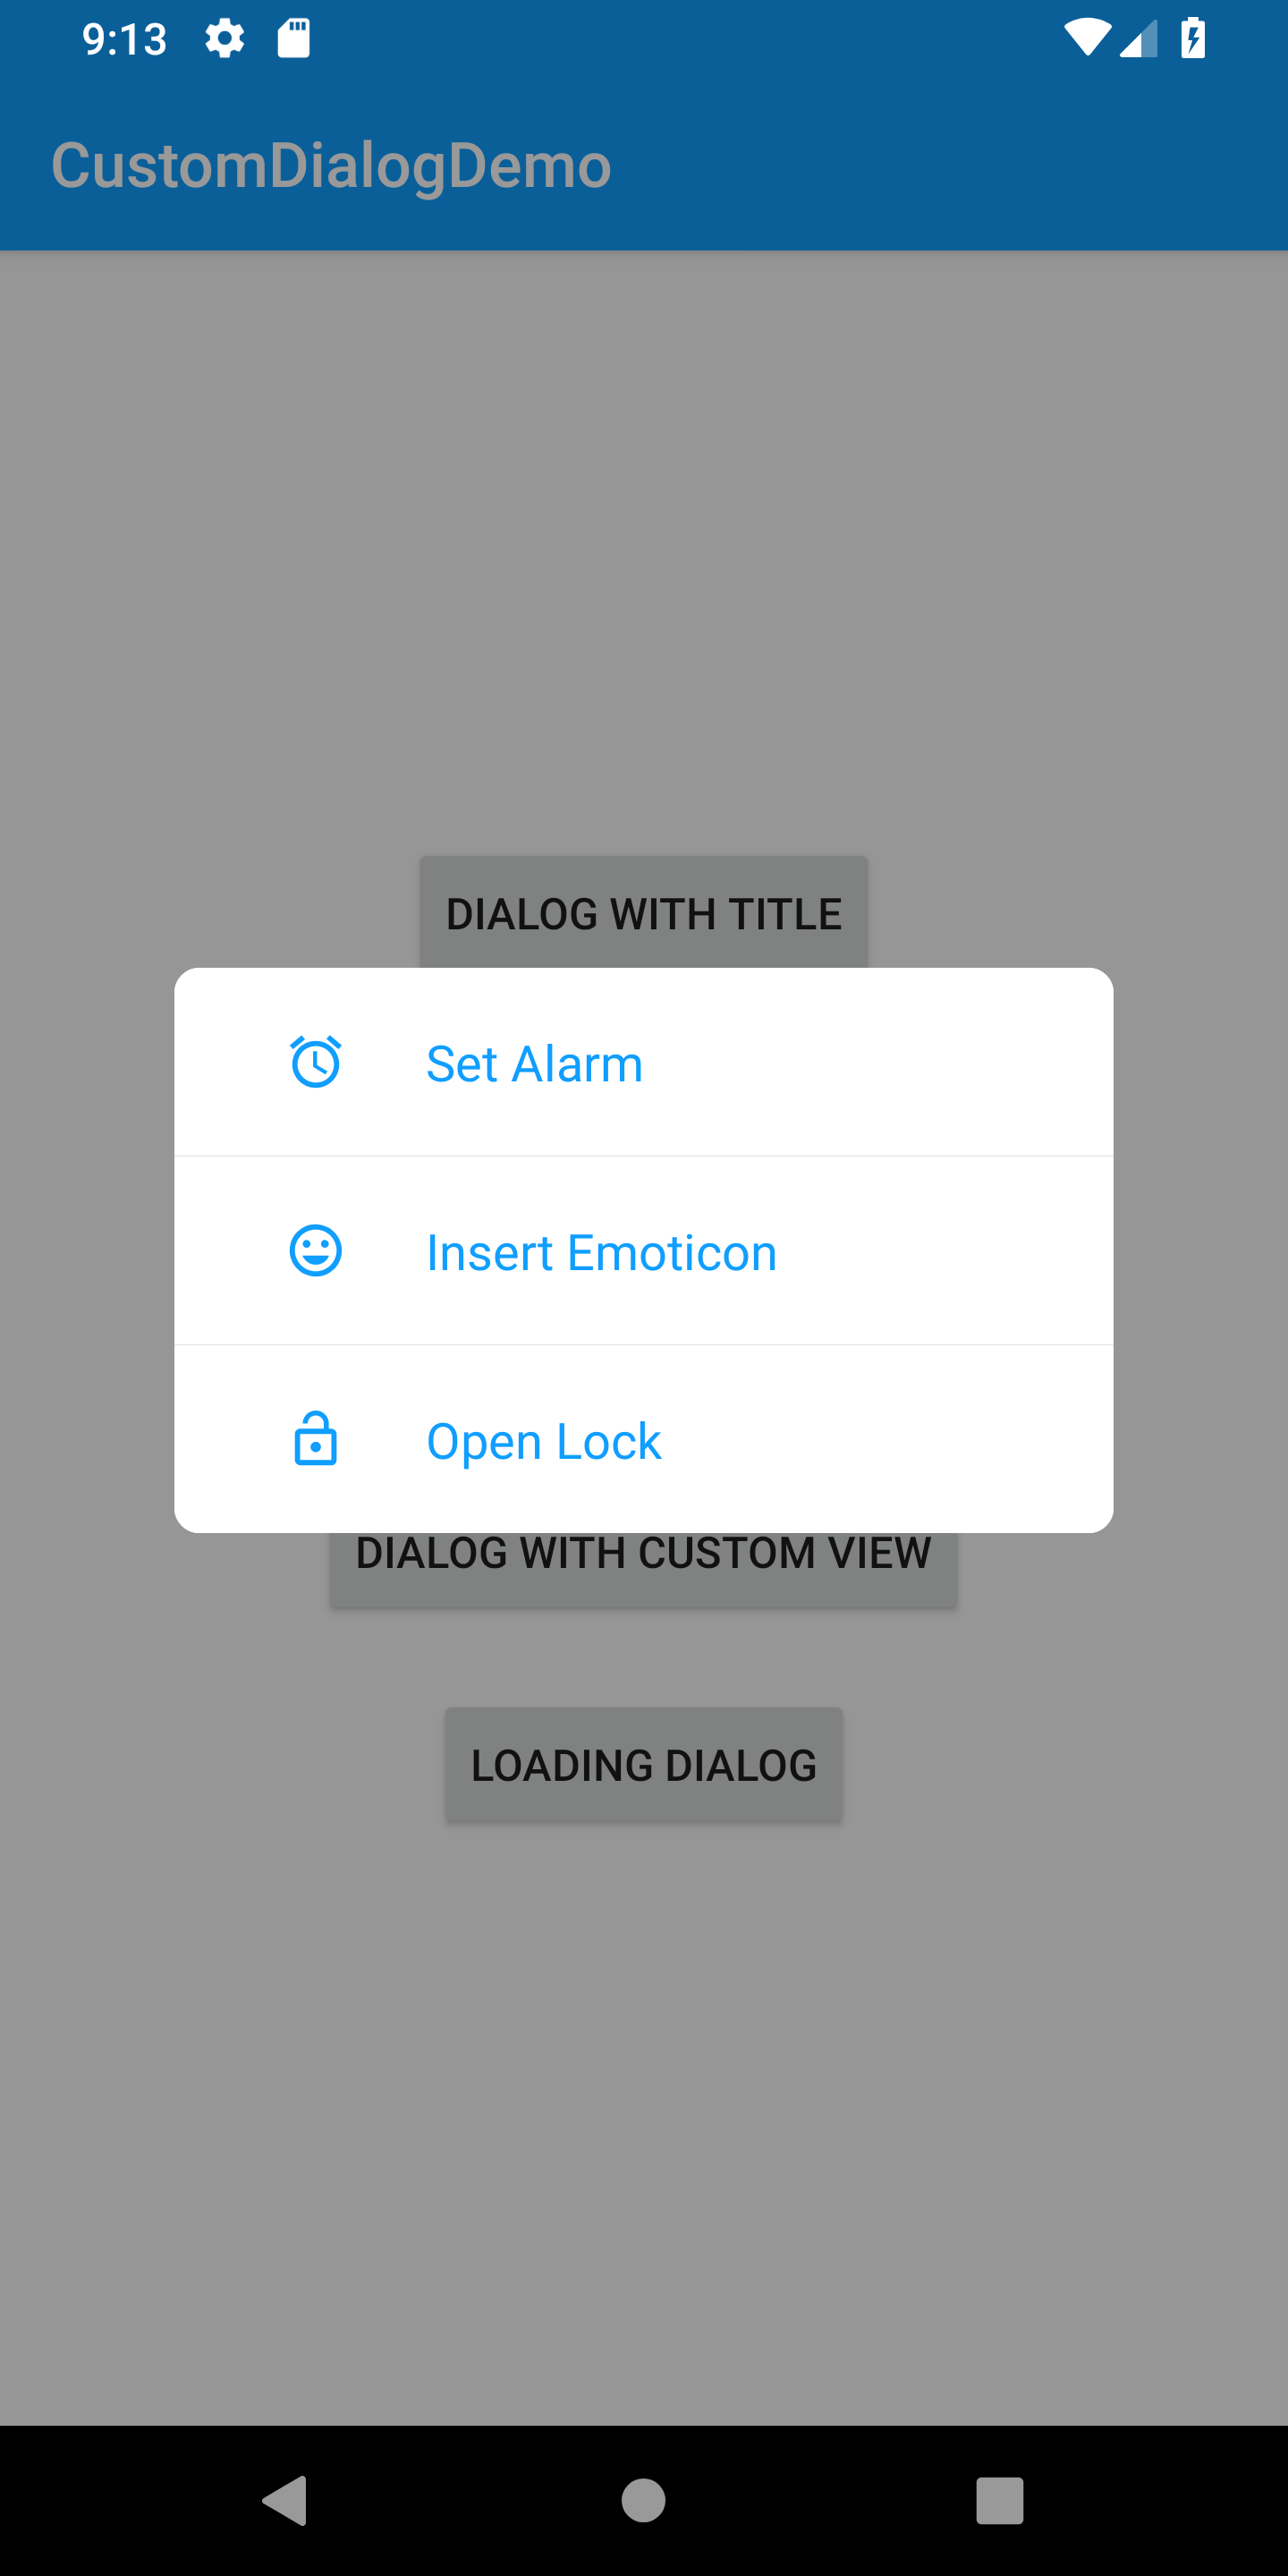 9:13
CustomDialogDemo
DIALOG WITH TITLE
Set Alarm
Insert Emoticon
Open Lock
DIALOG WITH CUSTOM VIEW
LOADING DIALOG